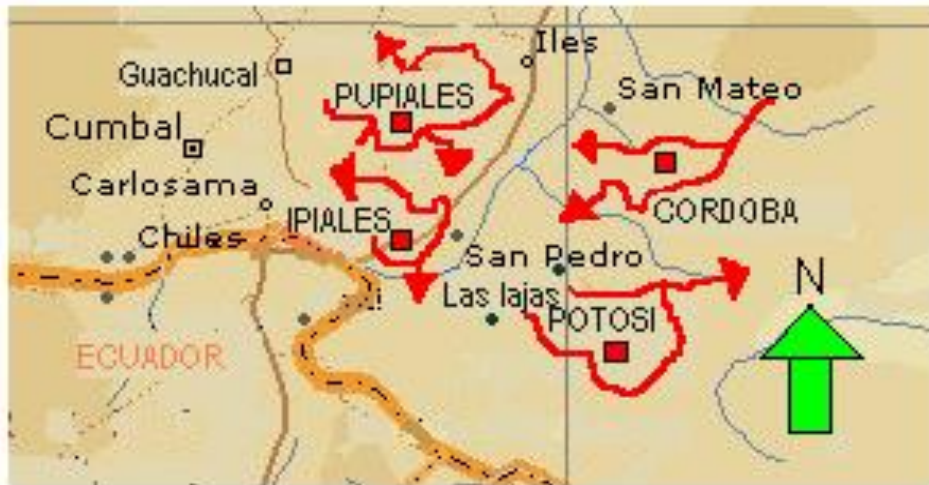 Iles
Guachucal
San Mateo
PUPIALES
Cumbal
Carlosama
CORDOBA
IPIALES
Chiles
San Pedro
N
Las lajas
POTOSI
ECUADOR